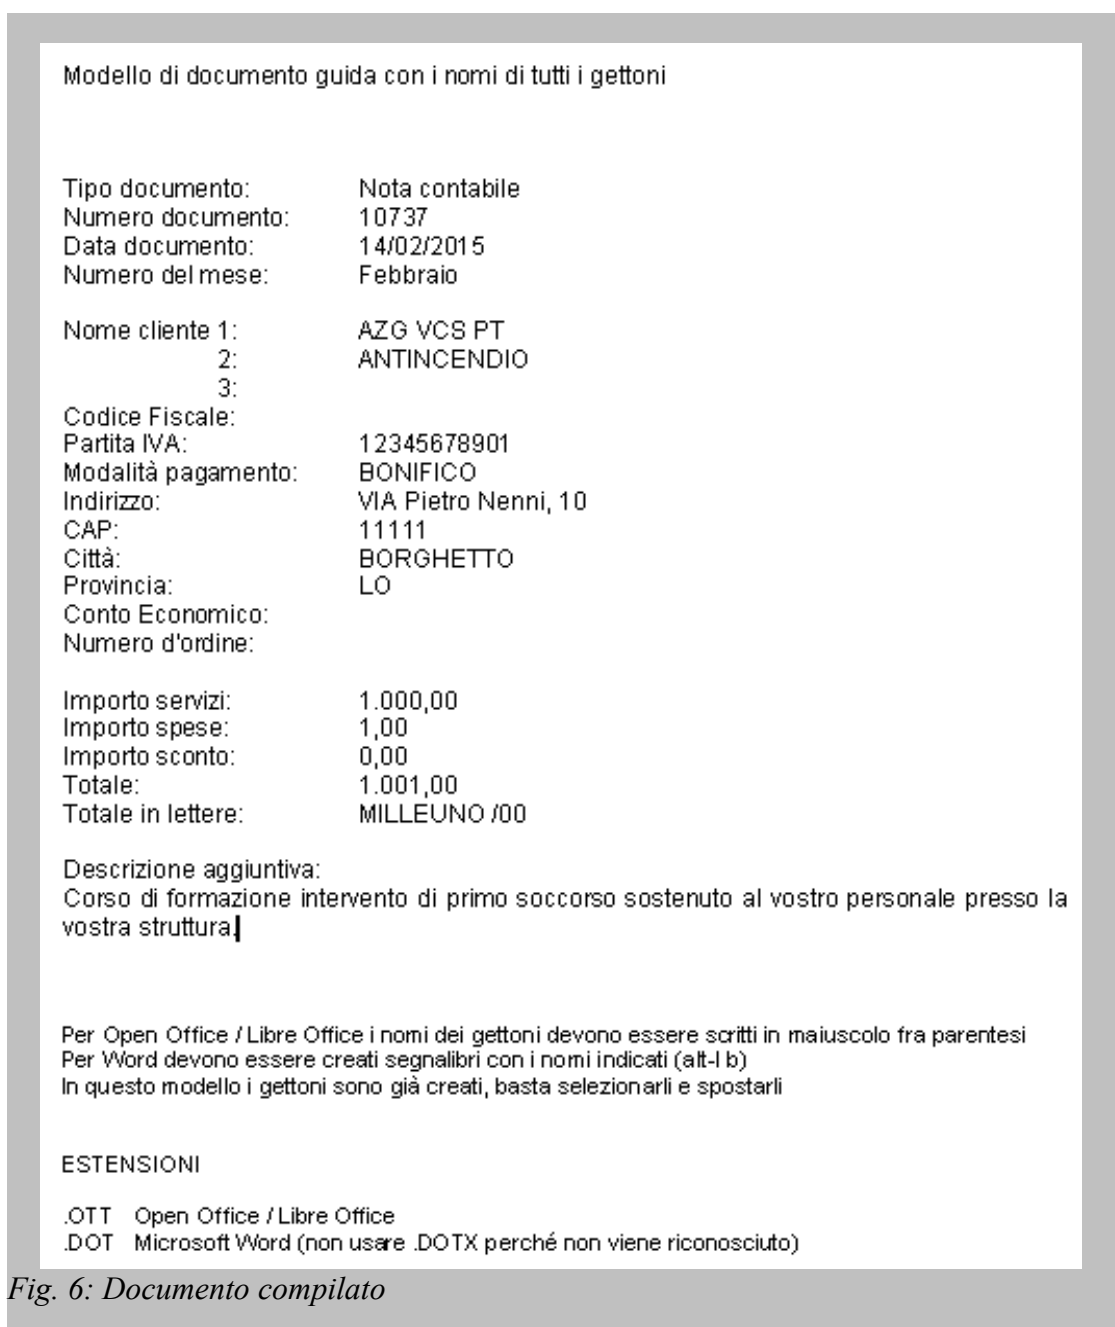 Modello di documento guida con i nomi di tutti i gettoni
Tipo documento: Nota contabile
Numero documento: 10737
Data documento: 14/02/2015
Numero del mese: Febbraio
Nome cliente 1: AZG VCS PT
2: ANTINCENDIO
3:
Codice Fiscale:
Partita IVA: 12345678901
Modalità pagamento: BONIFICO
Indirizzo: VIA Pietro Nenni, 10
CAP: 11111
Città: BORGHETTO
Provincia: LO
Conto Economico:
Numero d'ordine:
Importo servizi: 1.000,00
Importo spese: 1,00
Importo sconto: 0,00
Totale: 1.001,00
Totale in lettere: MILLEUNO /00
Descrizione aggiuntiva:
Corso di formazione intervento di primo soccorso sostenuto al vostro personale presso la
vostra struttura.
Per Open Office / Libre Office i nomi dei gettoni devono essere scritti in maiuscolo fra parentesi
Per Word devono essere creati segnalibri con i nomi indicati (alt-I b)
In questo modello i gettoni sono già creati, basta selezionarli e spostarli
ESTENSIONI
.OTT Open Office / Libre Office
.DOT Microsoft Word (non usare .DOTX perché non viene riconosciuto)
Fig. 6: Documento compilato